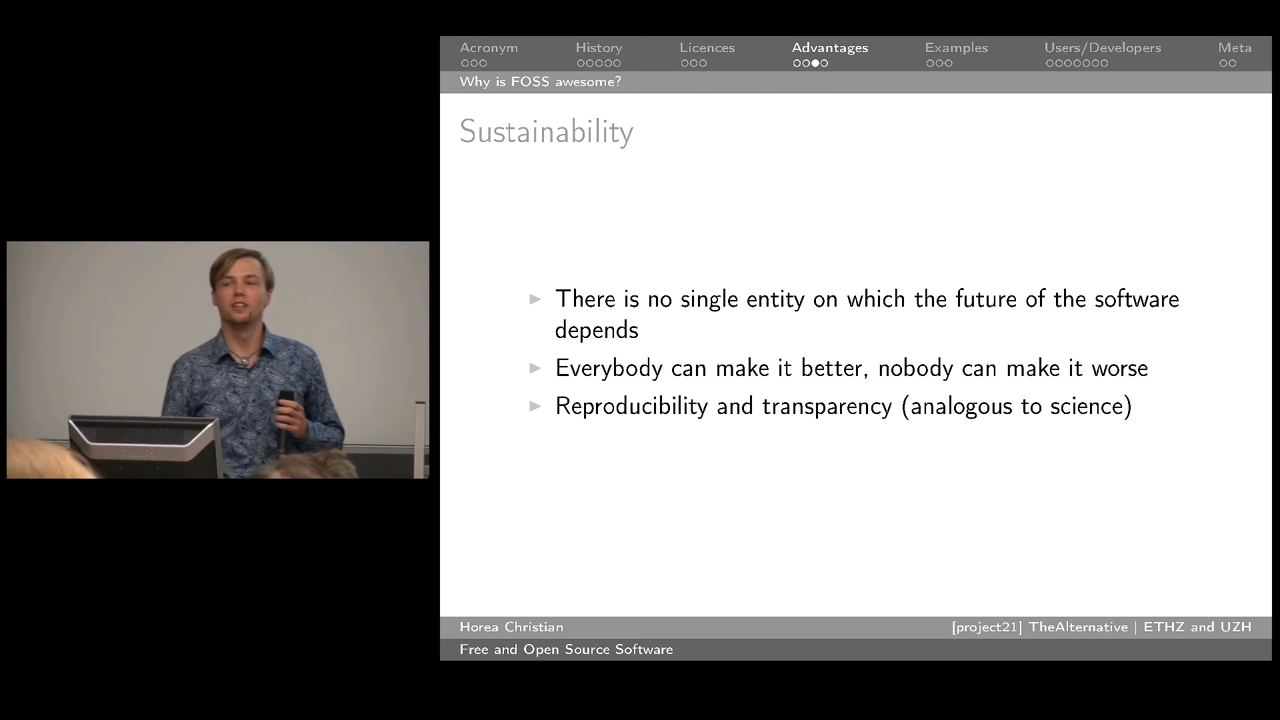 Acronym History Licences Advantages Examples Users/Developers Meta
Why is FOSS awesome?
Sustainability
There is no single entity on which the future of the software
depends
Everybody can make it better, nobody can make it worse
Reproducibility and transparency (analogous to science)
Horea Christian [project21] TheAlternative | ETHZ and UZH
Free and Open Source Software